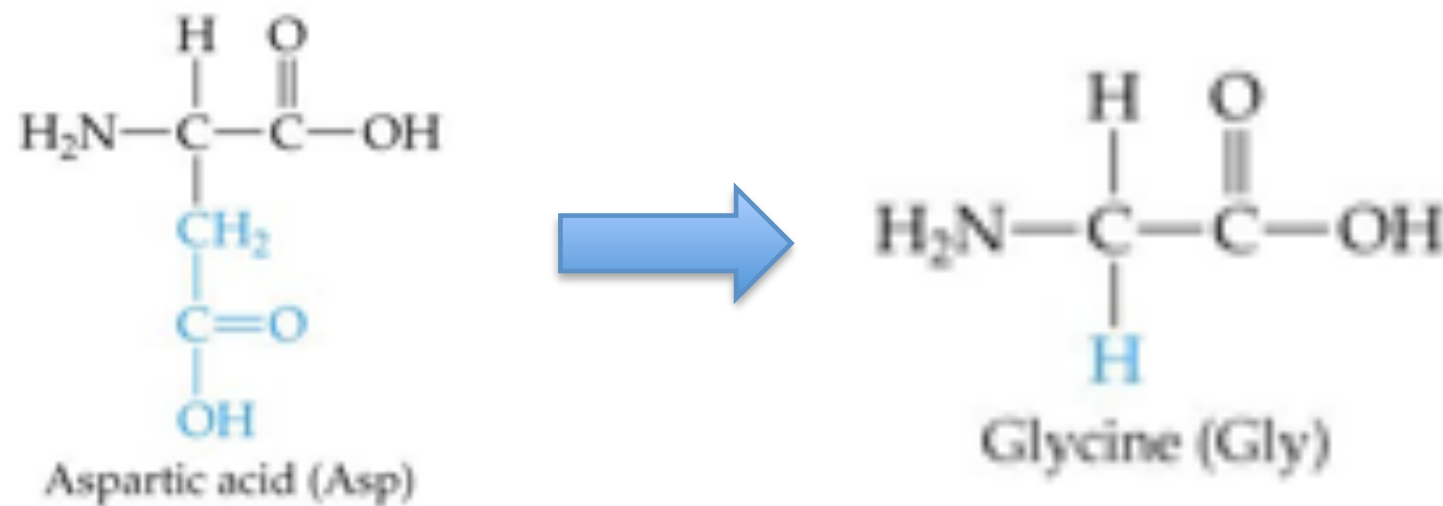 H O
H₂N—C—C—OH
CH₂
C=O
OH
Aspartic acid (Asp)
H O
H₂N—C—C—OH
H
Glycine (Gly)